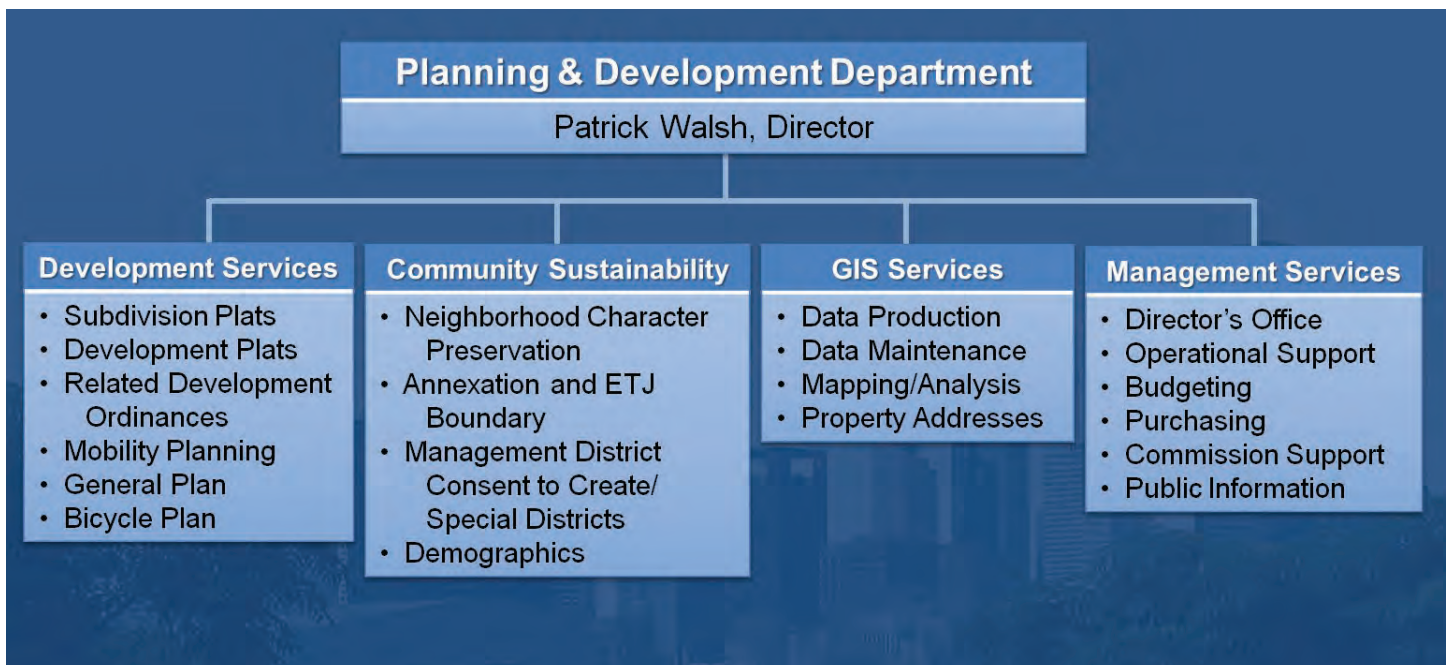 Planning & Development Department
Patrick Walsh, Director
Development Services
• Subdivision Plats
• Development Plats
• Related Development
Ordinances
• Mobility Planning
• General Plan
• Bicycle Plan
Community Sustainability
• Neighborhood Character
Preservation
• Annexation and ETJ
Boundary
• Management District
Consent to Create/
Special Districts
• Demographics
GIS Services
• Data Production
• Data Maintenance
• Mapping/Analysis
• Property Addresses
Management Services
• Director's Office
• Operational Support
• Budgeting
• Purchasing
• Commission Support
• Public Information